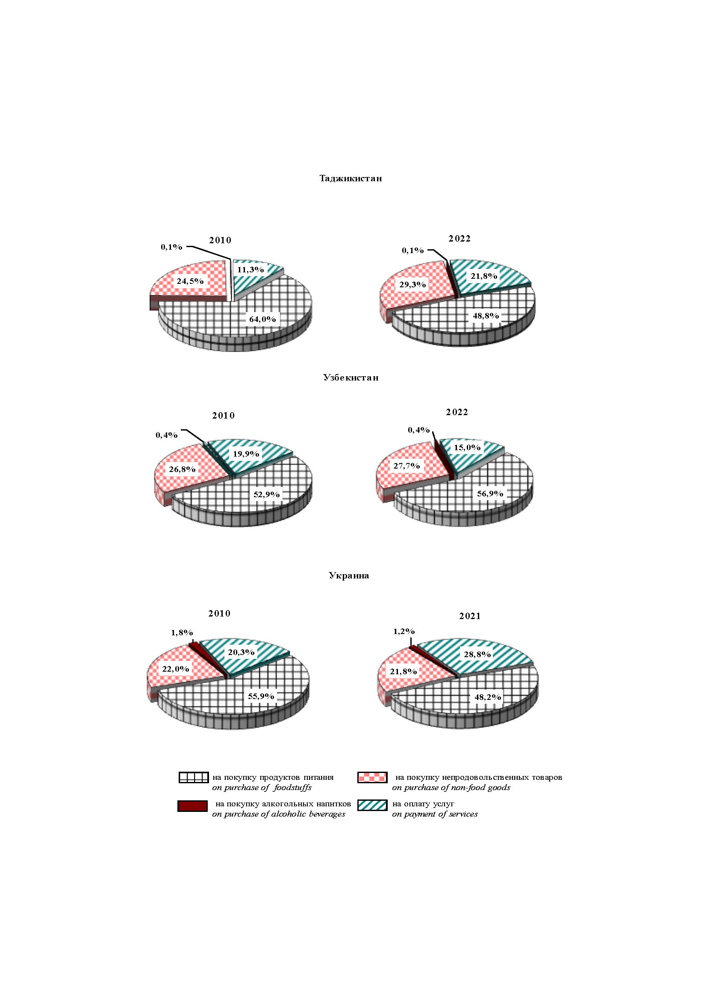 Таджикистан
2010
2022
0,1%
11,3%
24,5%
64,0%
0,1%
21,8%
29,3%
48,8%
Узбекистан
2010
2022
0,4%
19,9%
26,8%
52,9%
0,4%
15,0%
27,7%
56,9%
Украина
2010
2021
1,8%
20,3%
22,0%
55,9%
1,2%
28,8%
21,8%
48,2%
на покупку продуктов питания
on purchase of foodstuffs
на покупку непродовольственных товаров
on purchase of non-food goods
на покупку алкогольных напитков
on purchase of alcoholic beverages
на оплату услуг
on payment of services